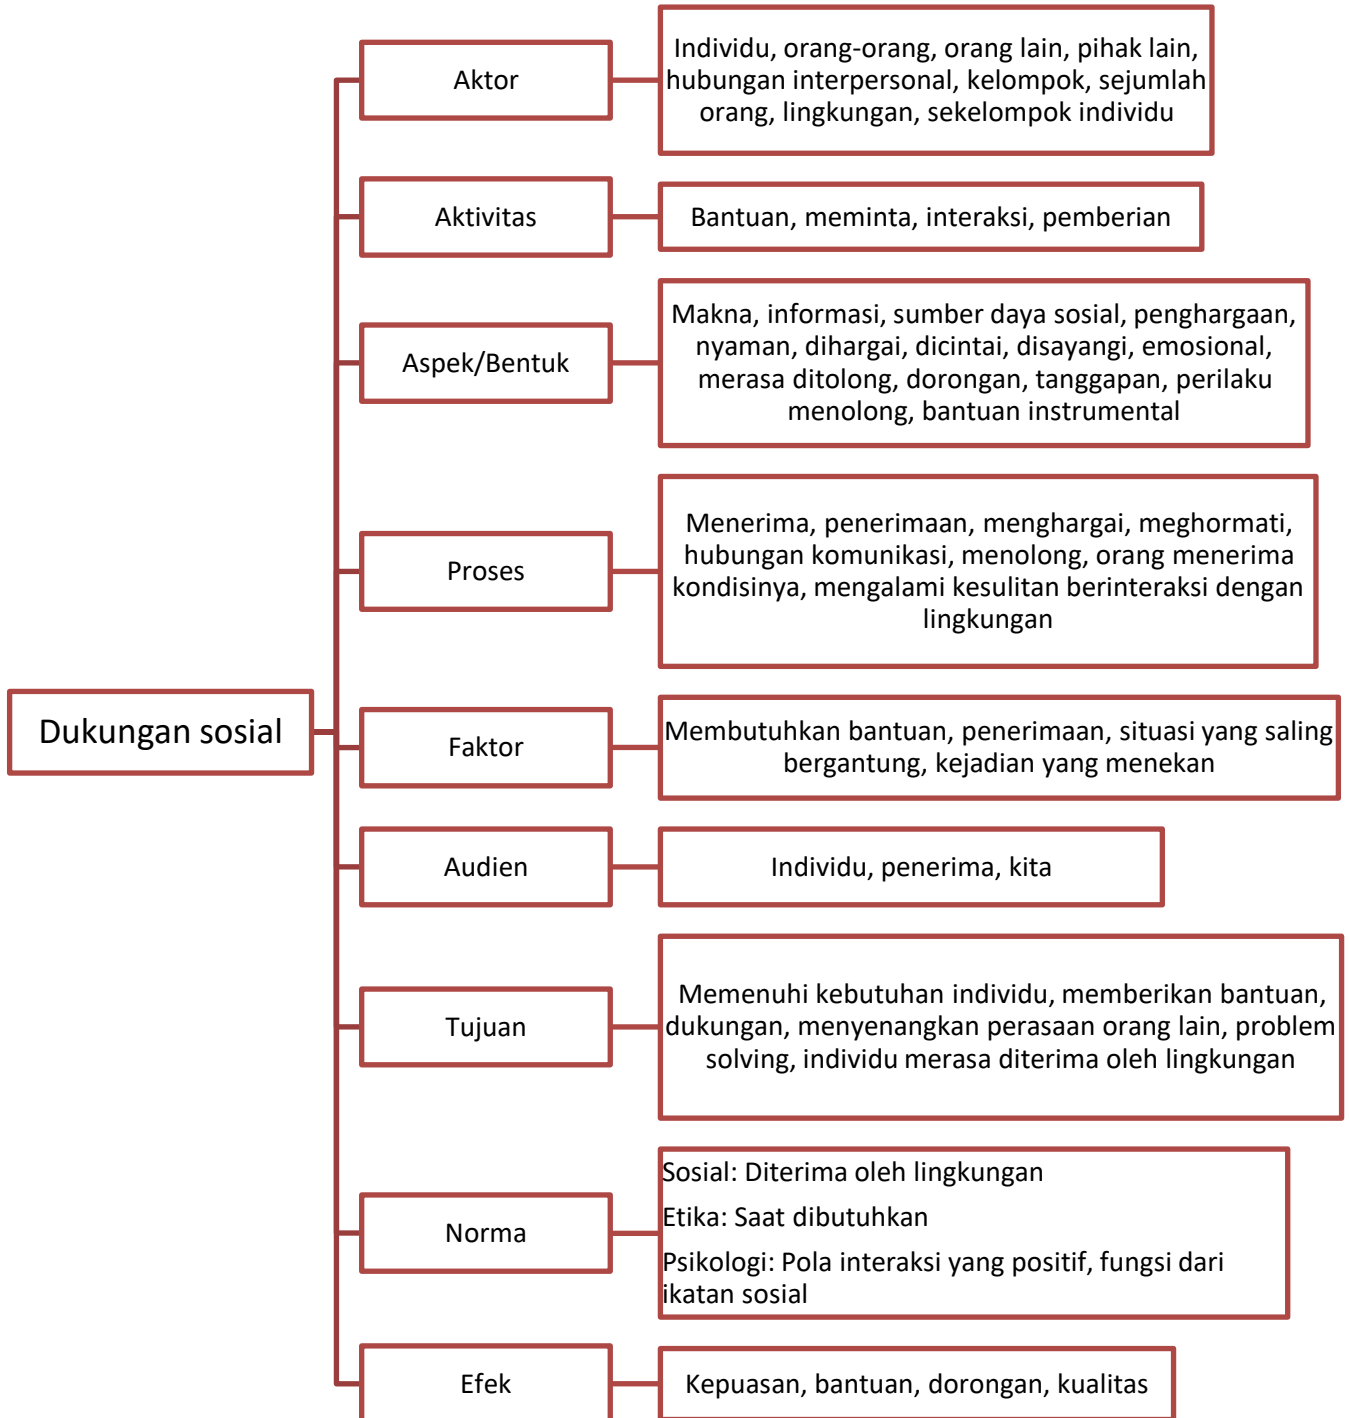 Aktor
Individu, orang-orang, orang lain, pihak lain,
hubungan interpersonal, kelompok, sejumlah
orang, lingkungan, sekelompok individu
Aktivitas
Bantuan, meminta, interaksi, pemberian
Aspek/Bentuk
Makna, informasi, sumber daya sosial, penghargaan,
nyaman, dihargai, dicintai, disayangi, emosional,
merasa ditolong, dorongan, tanggapan, perilaku
menolong, bantuan instrumental
Proses
Menerima, penerimaan, menghargai, meghormati,
hubungan komunikasi, menolong, orang menerima
kondisinya, mengalami kesulitan berinteraksi dengan
lingkungan
Dukungan sosial
Faktor
Membutuhkan bantuan, penerimaan, situasi yang saling
bergantung, kejadian yang menekan
Audien
Individu, penerima, kita
Tujuan
Memenuhi kebutuhan individu, memberikan bantuan,
dukungan, menyenangkan perasaan orang lain, problem
solving, individu merasa diterima oleh lingkungan
Norma
Sosial: Diterima oleh lingkungan
Etika: Saat dibutuhkan
Psikologi: Pola interaksi yang positif, fungsi dari
ikatan sosial
Efek
Kepuasan, bantuan, dorongan, kualitas